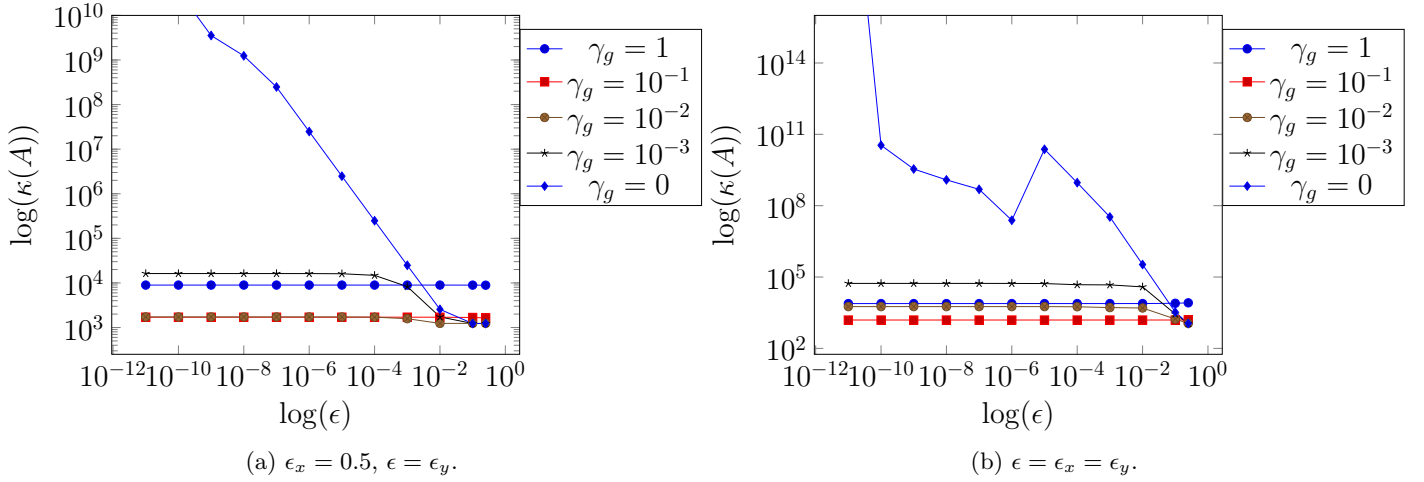 10^10
10^9
10^8
10^7
10^6
10^5
10^4
10^3
log(κ(A))
10^−12
10^−10
10^−8
10^−6
10^−4
10^−2
10^0
log(ϵ)
γ_g = 1
γ_g = 10^−1
γ_g = 10^−2
γ_g = 10^−3
γ_g = 0
(a) ϵ_x = 0.5, ϵ = ϵ_y.
10^14
10^11
10^8
10^5
10^2
log(κ(A))
10^−12
10^−10
10^−8
10^−6
10^−4
10^−2
10^0
log(ϵ)
γ_g = 1
γ_g = 10^−1
γ_g = 10^−2
γ_g = 10^−3
γ_g = 0
(b) ϵ = ϵ_x = ϵ_y.